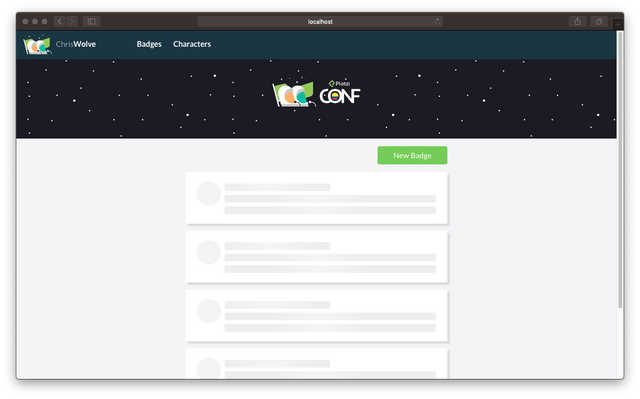 localhost
ChrisWolve Badges Characters
Platzi
CONF
New Badge